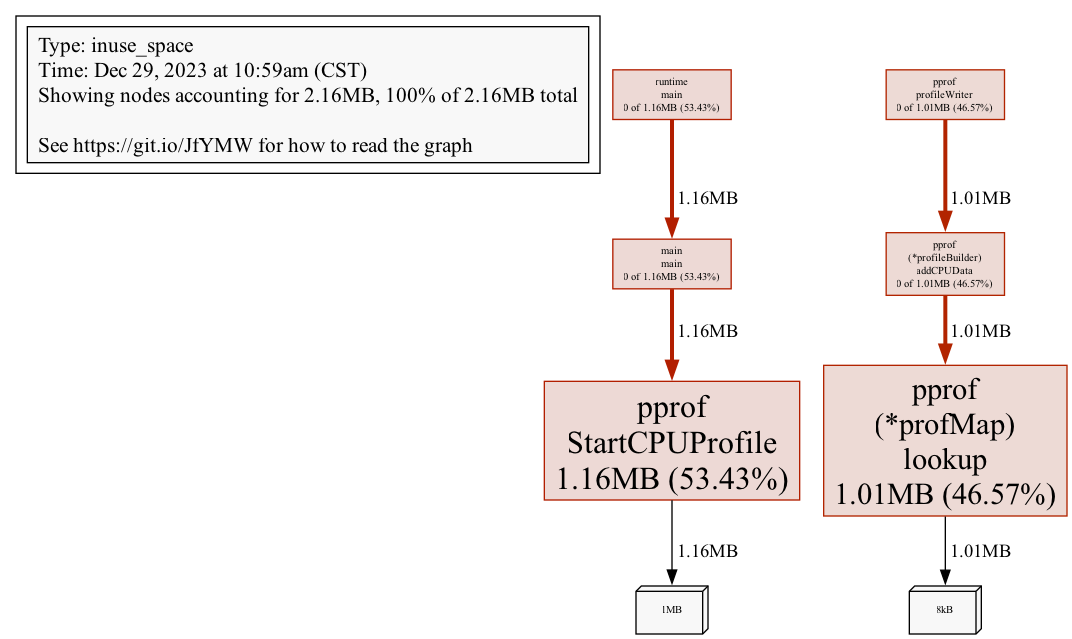 Type: inuse_space
Time: Dec 29, 2023 at 10:59am (CST)
Showing nodes accounting for 2.16MB, 100% of 2.16MB total
See https://git.io/JfYMW for how to read the graph
runtime
main
0 of 1.16MB (53.43%)
1.16MB
main
main
0 of 1.16MB (53.43%)
1.16MB
pprof
StartCPUProfile
1.16MB (53.43%)
1.16MB
1MB
pprof
profileWriter
0 of 1.01MB (46.57%)
1.01MB
pprof
(*profileBuilder)
addCPUData
0 of 1.01MB (46.57%)
1.01MB
pprof
(*profMap)
lookup
1.01MB (46.57%)
1.01MB
8kB